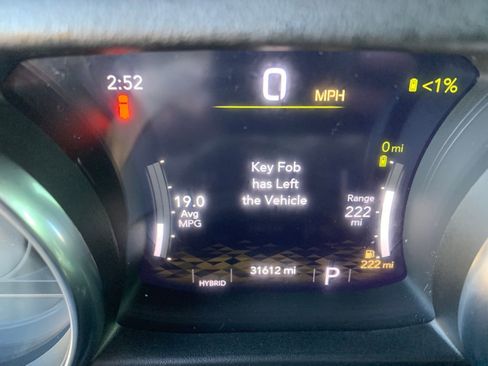 2:52
0 MPH
<1%
0 mi
Key Fob
has Left
the Vehicle
19.0
Avg
MPG
Range
222
mi
222 mi
31612 mi
HYBRID
P